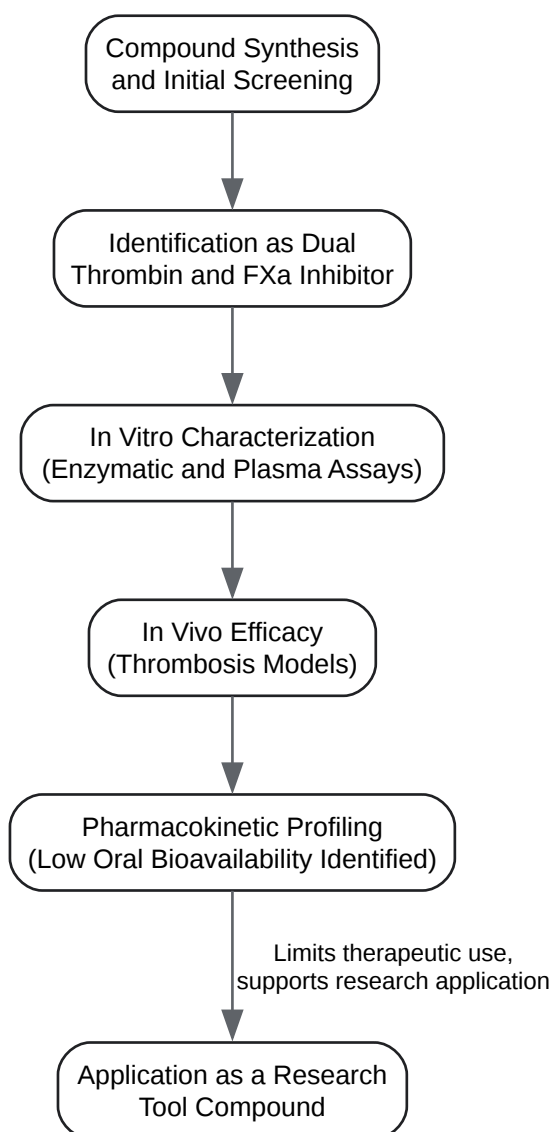 Compound Synthesis
and Initial Screening
Identification as Dual
Thrombin and FXa Inhibitor
In Vitro Characterization
(Enzymatic and Plasma Assays)
In Vivo Efficacy
(Thrombosis Models)
Pharmacokinetic Profiling
(Low Oral Bioavailability Identified)
Limits therapeutic use,
supports research application
Application as a Research
Tool Compound